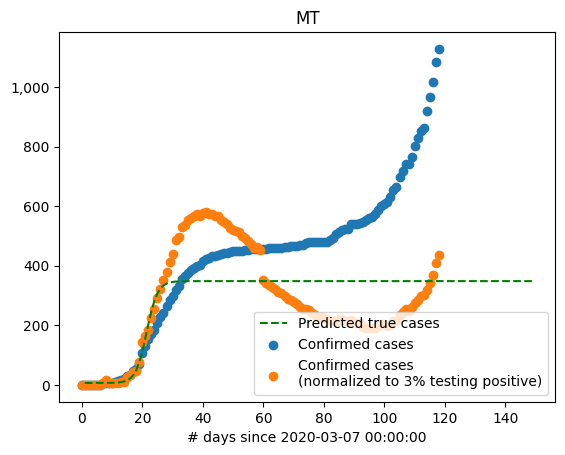 MT
1,000
800
600
400
200
0
0 20 40 60 80 100 120 140
# days since 2020-03-07 00:00:00
Predicted true cases
Confirmed cases
Confirmed cases
(normalized to 3% testing positive)